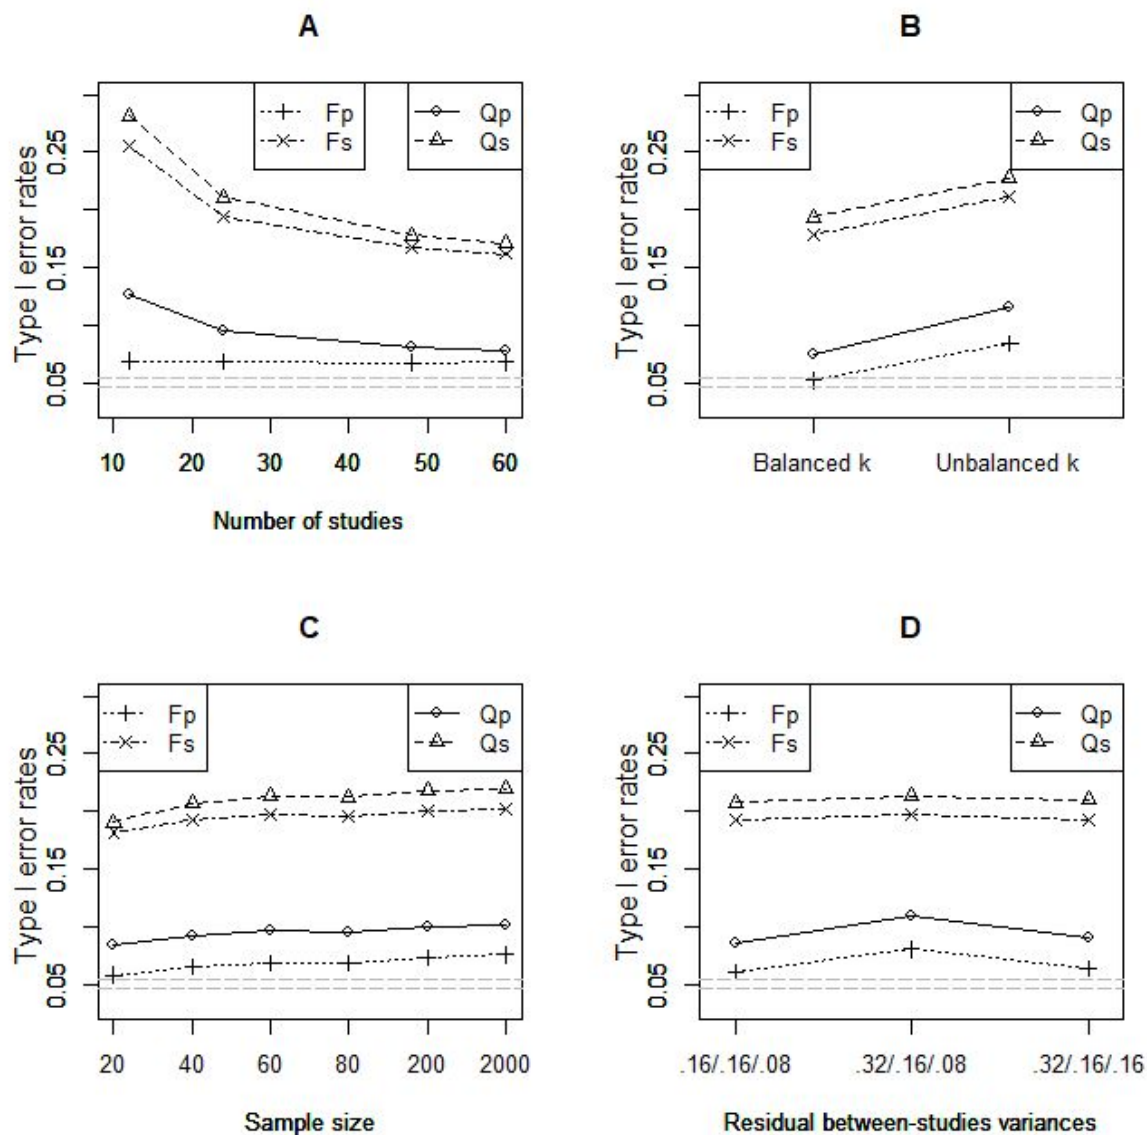 A
Type I error rates
0.05 0.15 0.25
Fp
Fs
Qp
Qs
10 20 30 40 50 60
Number of studies
B
Type I error rates
0.05 0.15 0.25
Fp
Fs
Qp
Qs
Balanced k Unbalanced k
C
Type I error rates
0.05 0.15 0.25
Fp
Fs
Qp
Qs
20 40 60 80 200 2000
Sample size
D
Type I error rates
0.05 0.15 0.25
Fp
Fs
Qp
Qs
.16/.16/.08 .32/.16/.08 .32/.16/.16
Residual between-studies variances